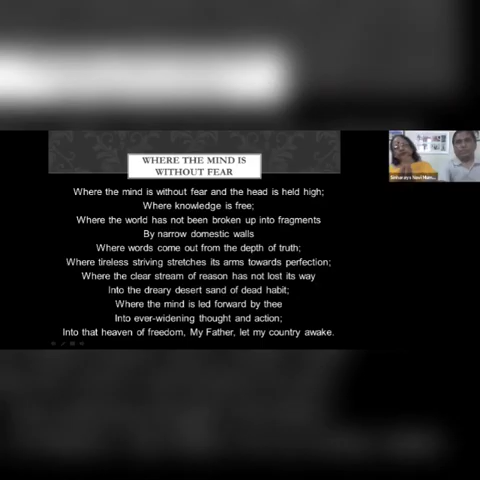 WHERE THE MIND IS
WITHOUT FEAR
Where the mind is without fear and the head is held high;
Where knowledge is free;
Where the world has not been broken up into fragments
By narrow domestic walls
Where words come out from the depth of truth;
Where tireless striving stretches its arms towards perfection;
Where the clear stream of reason has not lost its way
Into the dreary desert sand of dead habit;
Where the mind is led forward by thee
Into ever-widening thought and action;
Into that heaven of freedom, My Father, let my country awake.